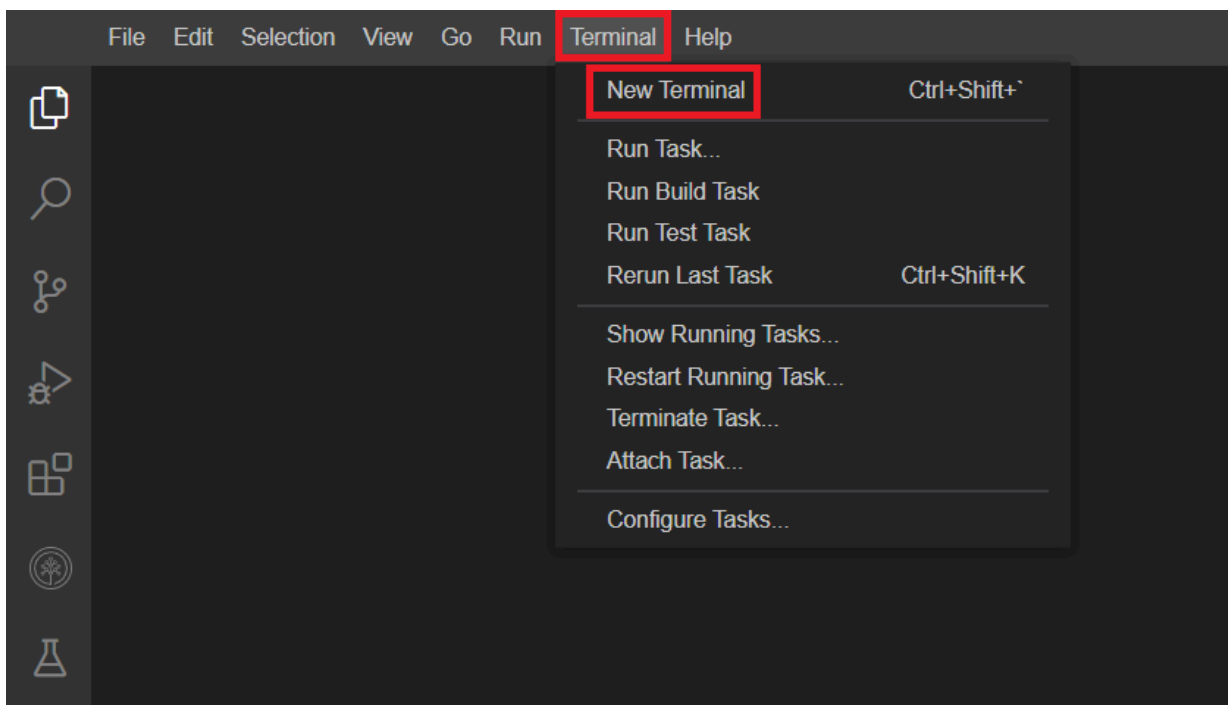 File Edit Selection View Go Run Terminal Help
New Terminal Ctrl+Shift+`
Run Task...
Run Build Task
Run Test Task
Rerun Last Task Ctrl+Shift+K
Show Running Tasks...
Restart Running Task...
Terminate Task...
Attach Task...
Configure Tasks...